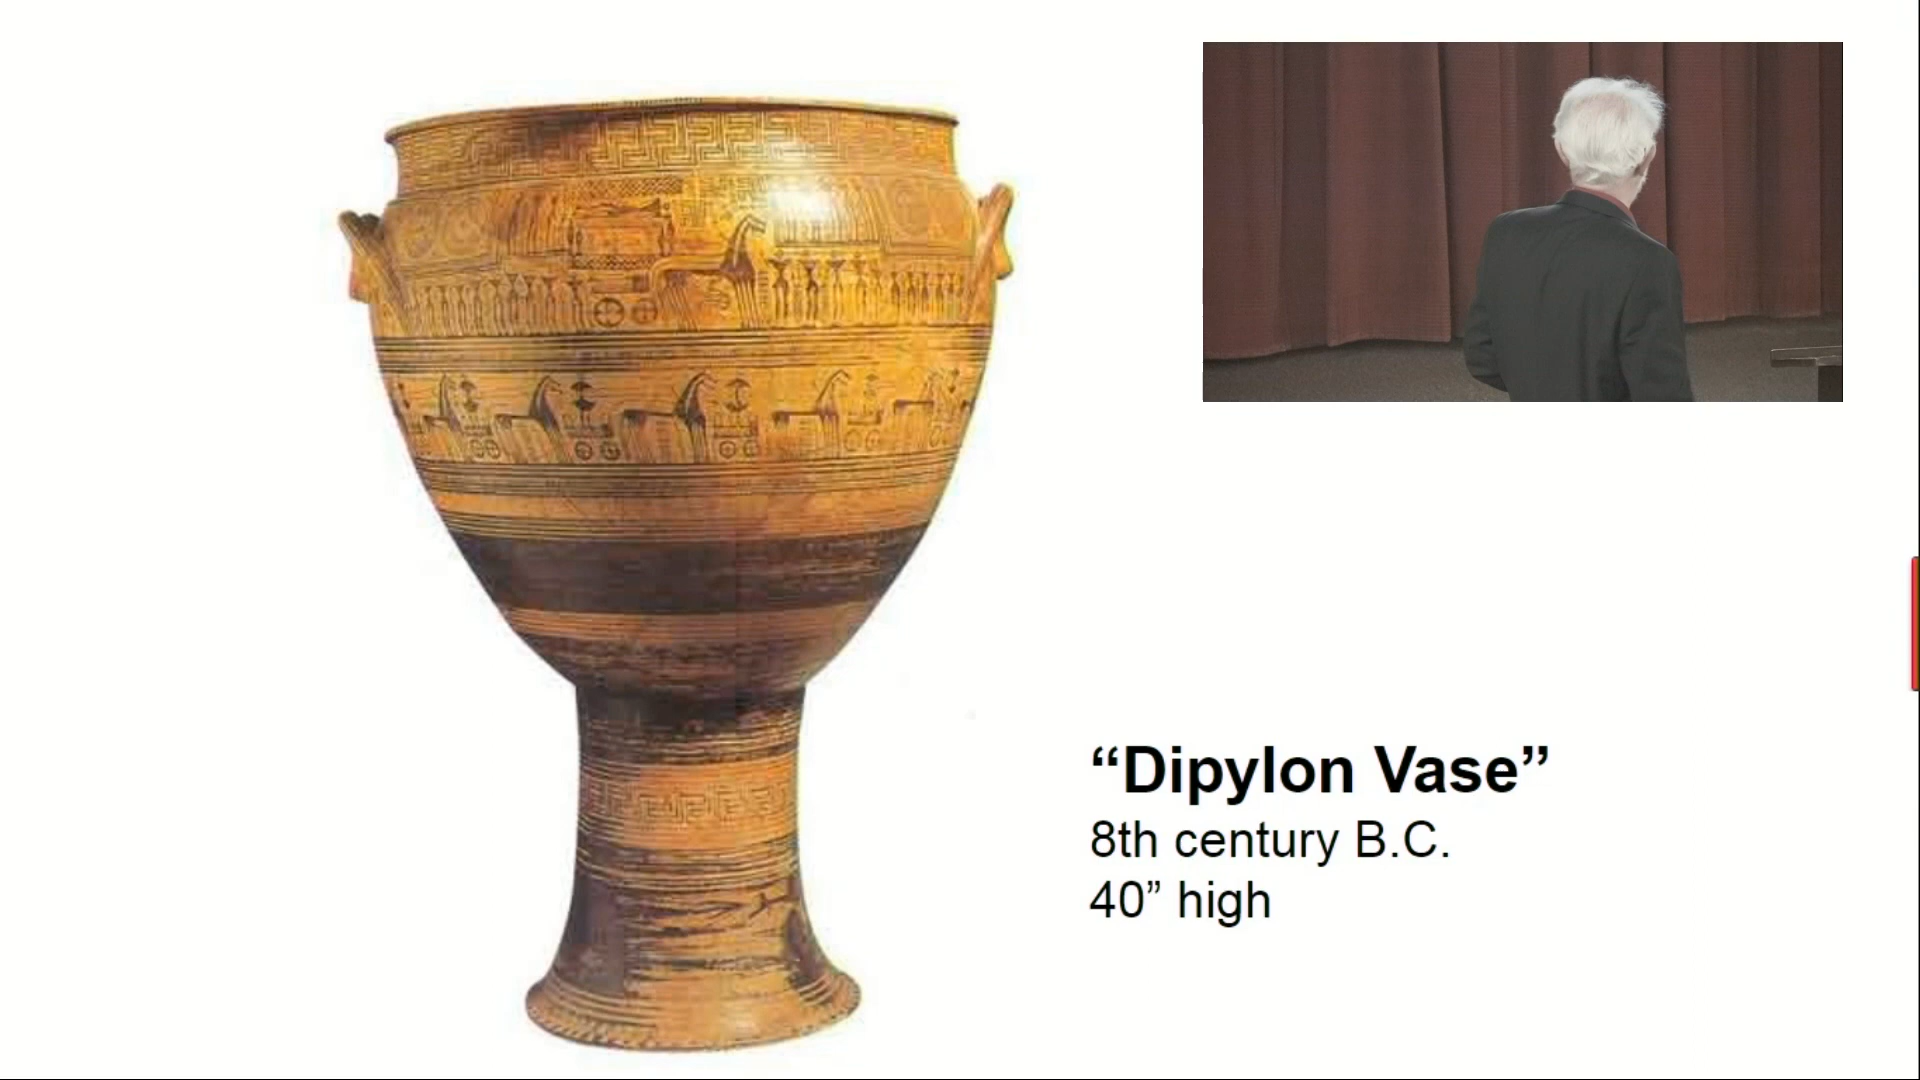 “Dipylon Vase”
8th century B.C.
40” high